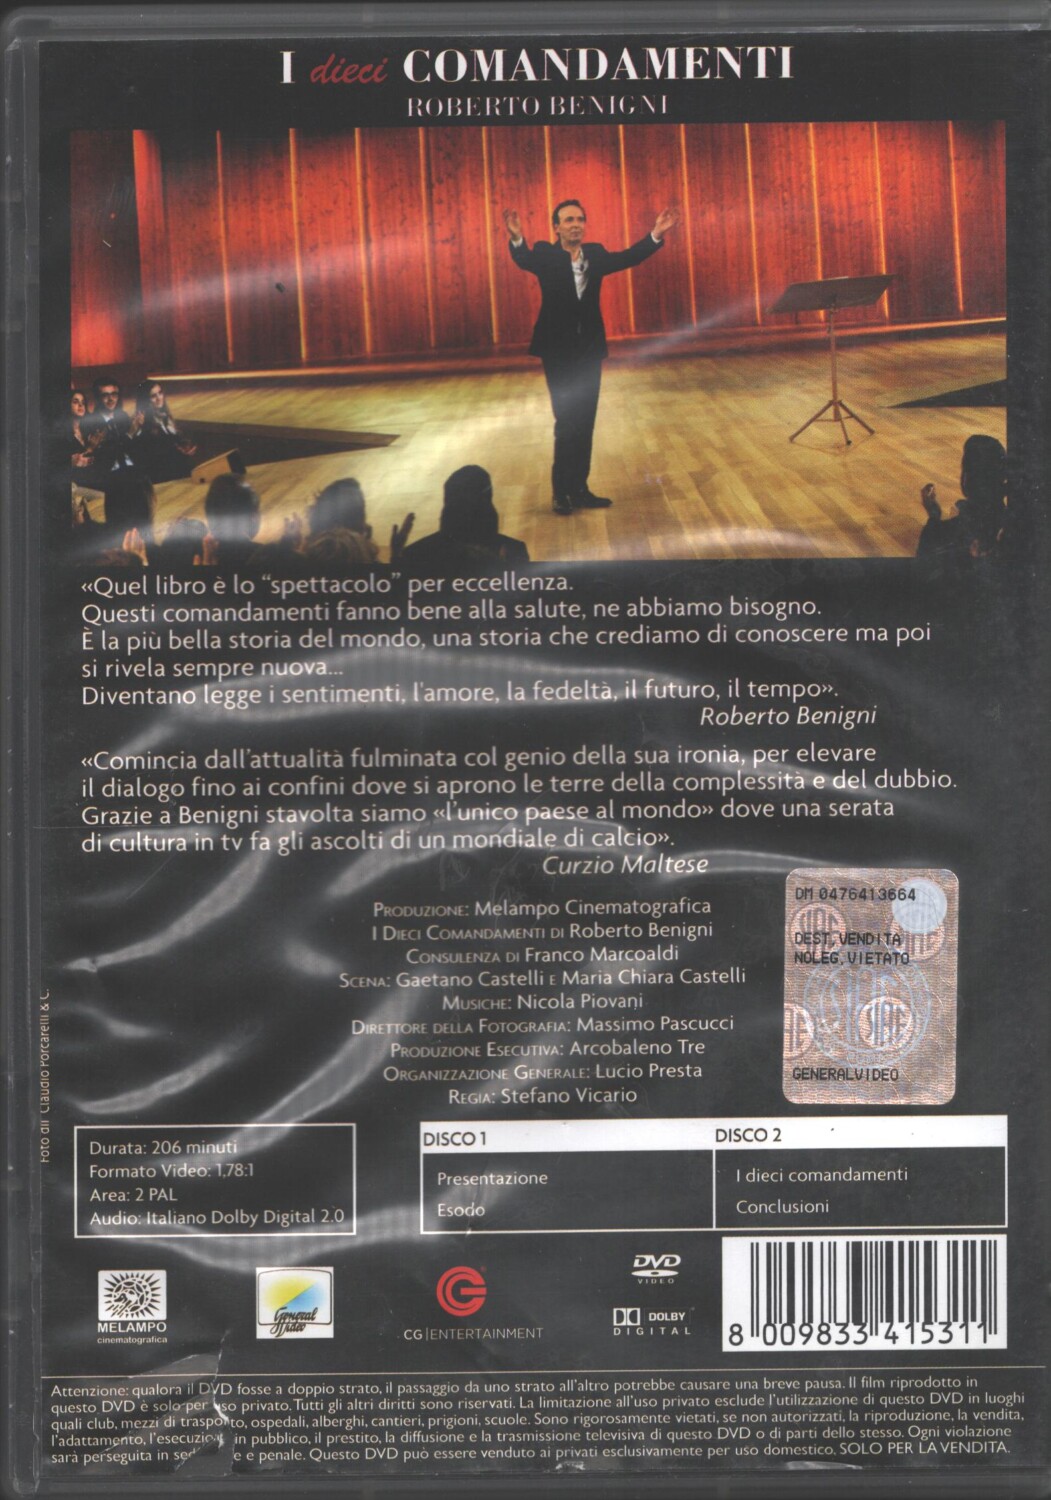 I dieci COMANDAMENTI
ROBERTO BENIGNI
«Quel libro è lo “spettacolo” per eccellenza.
Questi comandamenti fanno bene alla salute, ne abbiamo bisogno.
È la più bella storia del mondo, una storia che crediamo di conoscere ma poi
si rivela sempre nuova...
Diventano legge i sentimenti, l'amore, la fedeltà, il futuro, il tempo».
Roberto Benigni
«Comincia dall'attualità fulminata col genio della sua ironia, per elevare
il dialogo fino ai confini dove si aprono le terre della complessità e del dubbio.
Grazie a Benigni stavolta siamo «l'unico paese al mondo» dove una serata
di cultura in tv fa gli ascolti di un mondiale di calcio».
Curzio Maltese
PRODUZIONE: Melampo Cinematografica
I DIECI COMANDAMENTI DI Roberto Benigni
CONSULENZA DI Franco Marcoaldi
SCENA: Gaetano Castelli E Maria Chiara Castelli
MUSICHE: Nicola Piovani
DIRETTORE DELLA FOTOGRAFIA: Massimo Pascucci
PRODUZIONE ESECUTIVA: Arcobaleno Tre
ORGANIZZAZIONE GENERALE: Lucio Presta
REGIA: Stefano Vicario
DM 0476413664
DEST.VENDITA
NOLEG.VIETATO
SIAE
GENERALVIDEO
Foto di Claudio Porcarelli & C.
Durata: 206 minuti
Formato Video: 1,78:1
Area: 2 PAL
Audio: Italiano Dolby Digital 2.0
DISCO 1
Presentazione
Esodo
DISCO 2
I dieci comandamenti
Conclusioni
MELAMPO
cinematografica
General
CG|ENTERTAINMENT
DVD
VIDEO
DOLBY
DIGITAL
8 009833 415311
Attenzione: qualora il DVD fosse a doppio strato, il passaggio da uno strato all'altro potrebbe causare una breve pausa. Il film riprodotto in
questo DVD è solo per uso privato. Tutti gli altri diritti sono riservati. La limitazione all'uso privato esclude l'utilizzazione di questo DVD in luoghi
quali club, mezzi di trasporto, ospedali, alberghi, cantieri, prigioni, scuole. Sono rigorosamente vietati, se non autorizzati, la riproduzione, la vendita,
l'adattamento, l'esecuzio in pubblico, il prestito, la diffusione e la trasmissione televisiva di questo DVD o di parti dello stesso. Ogni violazione
sarà perseguita in se e e penale. Questo DVD può essere venduto ai privati esclusivamente per uso domestico. SOLO PER LA VENDITA.